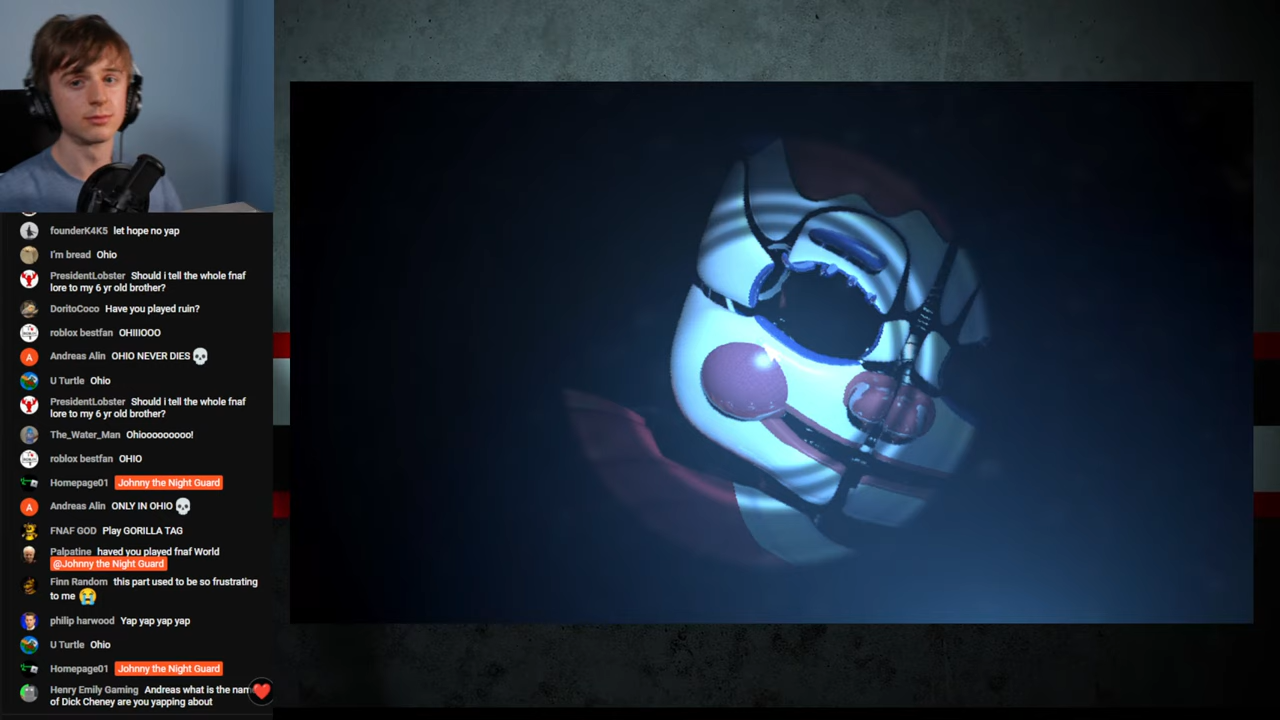 founderK4K5 let hope no yap
I'm bread Ohio
PresidentLobster Should i tell the whole fnaf
lore to my 6 yr old brother?
DoritoCoco Have you played ruin?
roblox bestfan OHIIIOOO
Andreas Alin OHIO NEVER DIES💀
U Turtle Ohio
PresidentLobster Should i tell the whole fnaf
lore to my 6 yr old brother?
The_Water_Man Ohiooooooooo!
roblox bestfan OHIO
Homepage01 Johnny the Night Guard
Andreas Alin ONLY IN OHIO💀
FNAF GOD Play GORILLA TAG
Palpatine haved you played fnaf World
@Johnny the Night Guard
Finn Random this part used to be so frustrating
to me 😭
philip harwood Yap yap yap yap
U Turtle Ohio
Homepage01 Johnny the Night Guard
Henry Emily Gaming Andreas what is the nam
of Dick Cheney are you yapping about